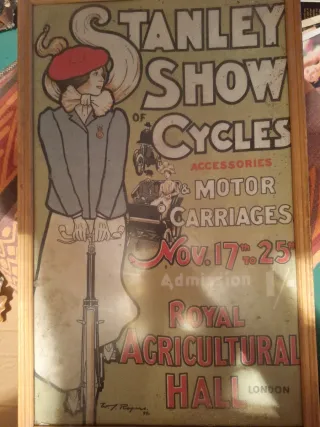 STANLEY
SHOW
OF
CYCLES
ACCESSORIES
& MOTOR
CARRIAGES
Nov. 17th TO 25th
Admission 1/
ROYAL
AGRICULTURAL
HALL LONDON